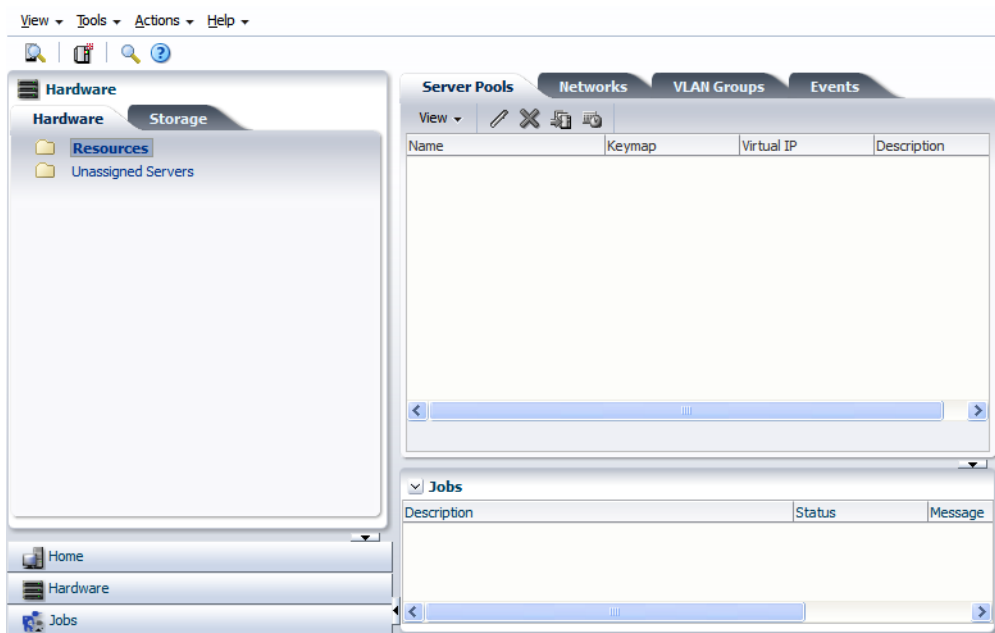 View Tools Actions Help
Hardware
Hardware Storage
Resources
Unassigned Servers
Home
Hardware
Jobs
Server Pools Networks VLAN Groups Events
View
Name Keymap Virtual IP Description
Jobs
Description Status Message